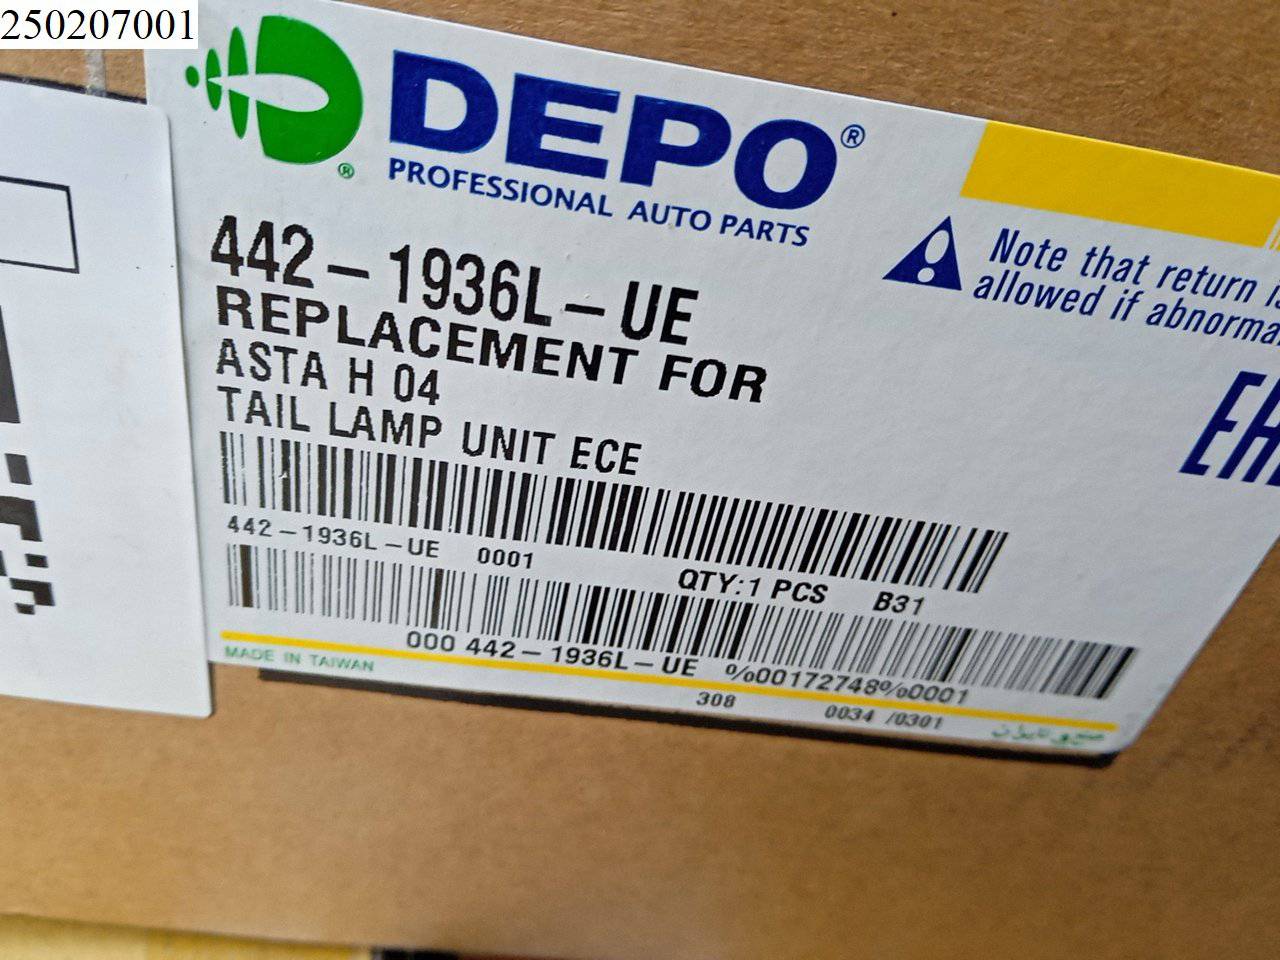 250207001
DEPO®
®
PROFESSIONAL AUTO PARTS
Note that return
allowed if
442-1936L-UE
REPLACEMENT FOR
ASTA H 04
TAIL LAMP UNIT ECE
442-1936L-UE 0001
QTY:1 PCS B31
000 442-1936L-UE %00172748%0001
MADE IN TAIWAN
308
0034 /0301